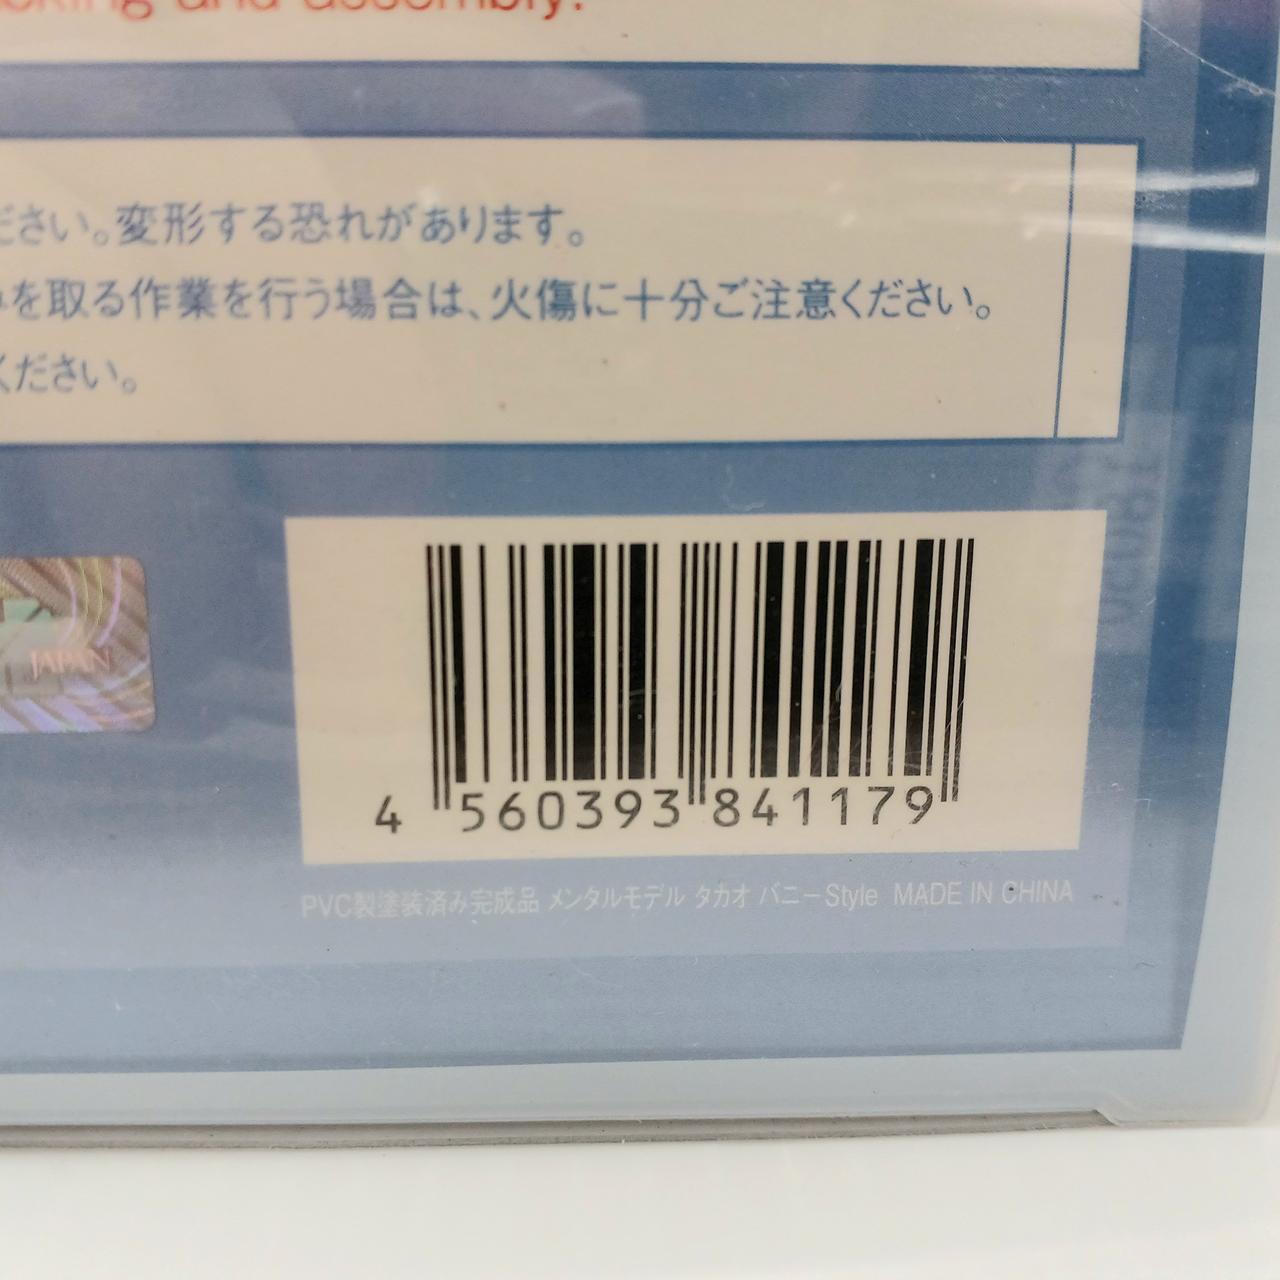 and assembly.
ださい。変形する恐れがあります。
を取る作業を行う場合は、火傷に十分ご注意ください。
ください。
JAPAN
4 560393 841179
PVC製塗装済み完成品 メンタルモデル タカオ バニーStyle MADE IN CHINA